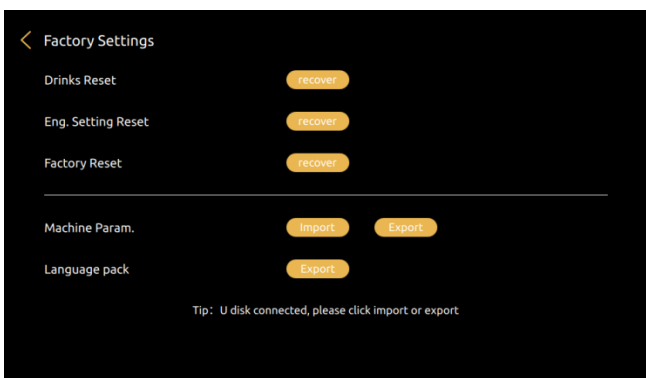 Factory Settings
Drinks Reset recover
Eng. Setting Reset recover
Factory Reset recover
Machine Param. Import Export
Language pack Export
Tip: U disk connected, please click import or export